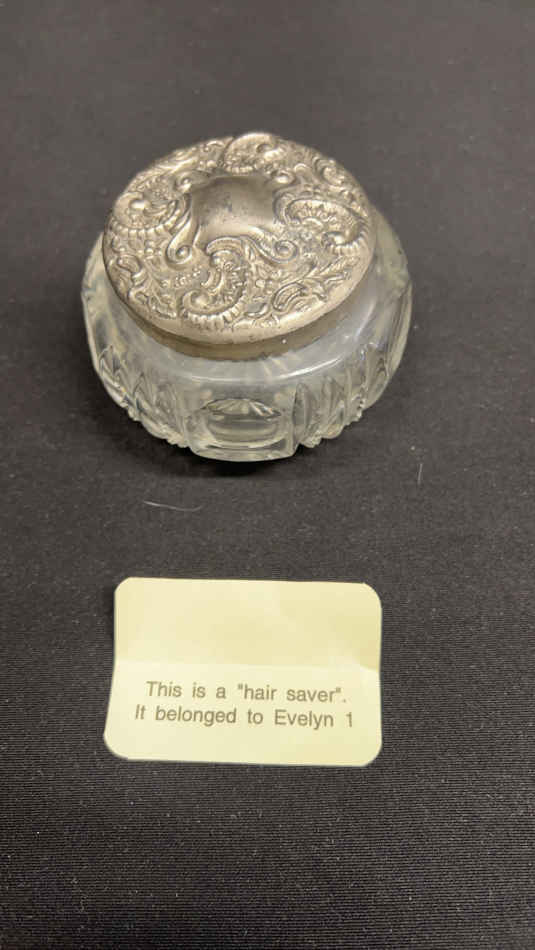 This is a "hair saver".
It belonged to Evelyn 1